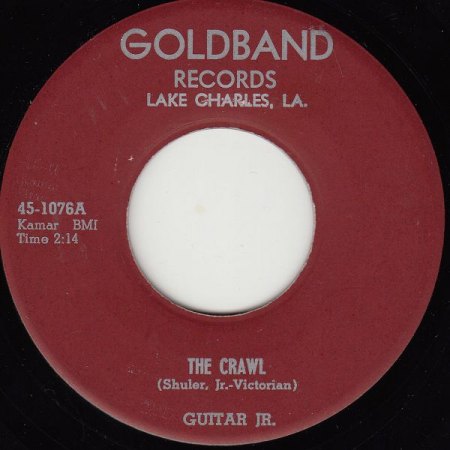 GOLDBAND
RECORDS
LAKE CHARLES, LA.
45-1076A
Kamar BMI
Time 2:14
THE CRAWL
(Shuler, Jr.-Victorian)
GUITAR JR.